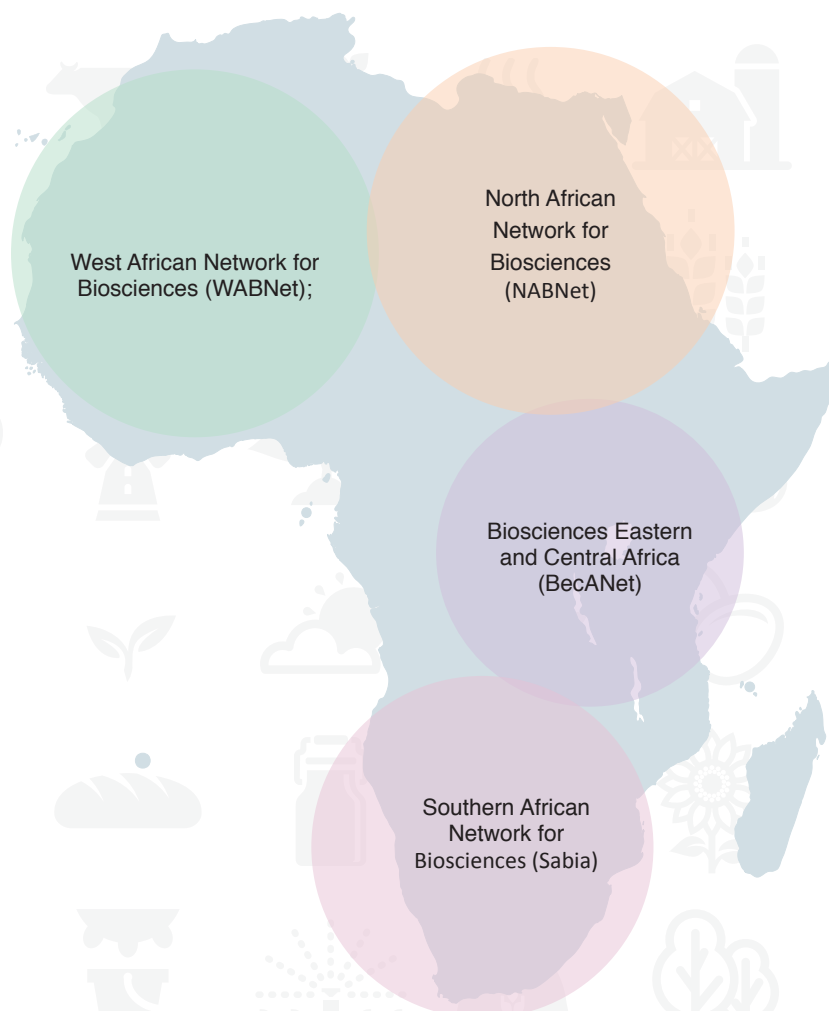 West African Network for
Biosciences (WABNet);
North African
Network for
Biosciences
(NABNet)
Biosciences Eastern
and Central Africa
(BecANet)
Southern African
Network for
Biosciences (Sabia)